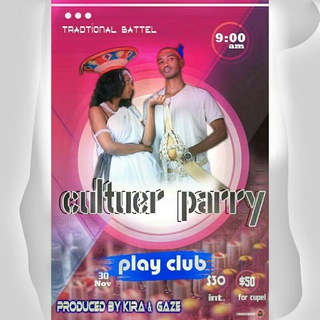 TRADTIONAL BATTEL
9:00
am
cultuer parry
play club
30
Nov
$30
int.
$50
for cupel
PRODUCED BY KIRA & GAZE